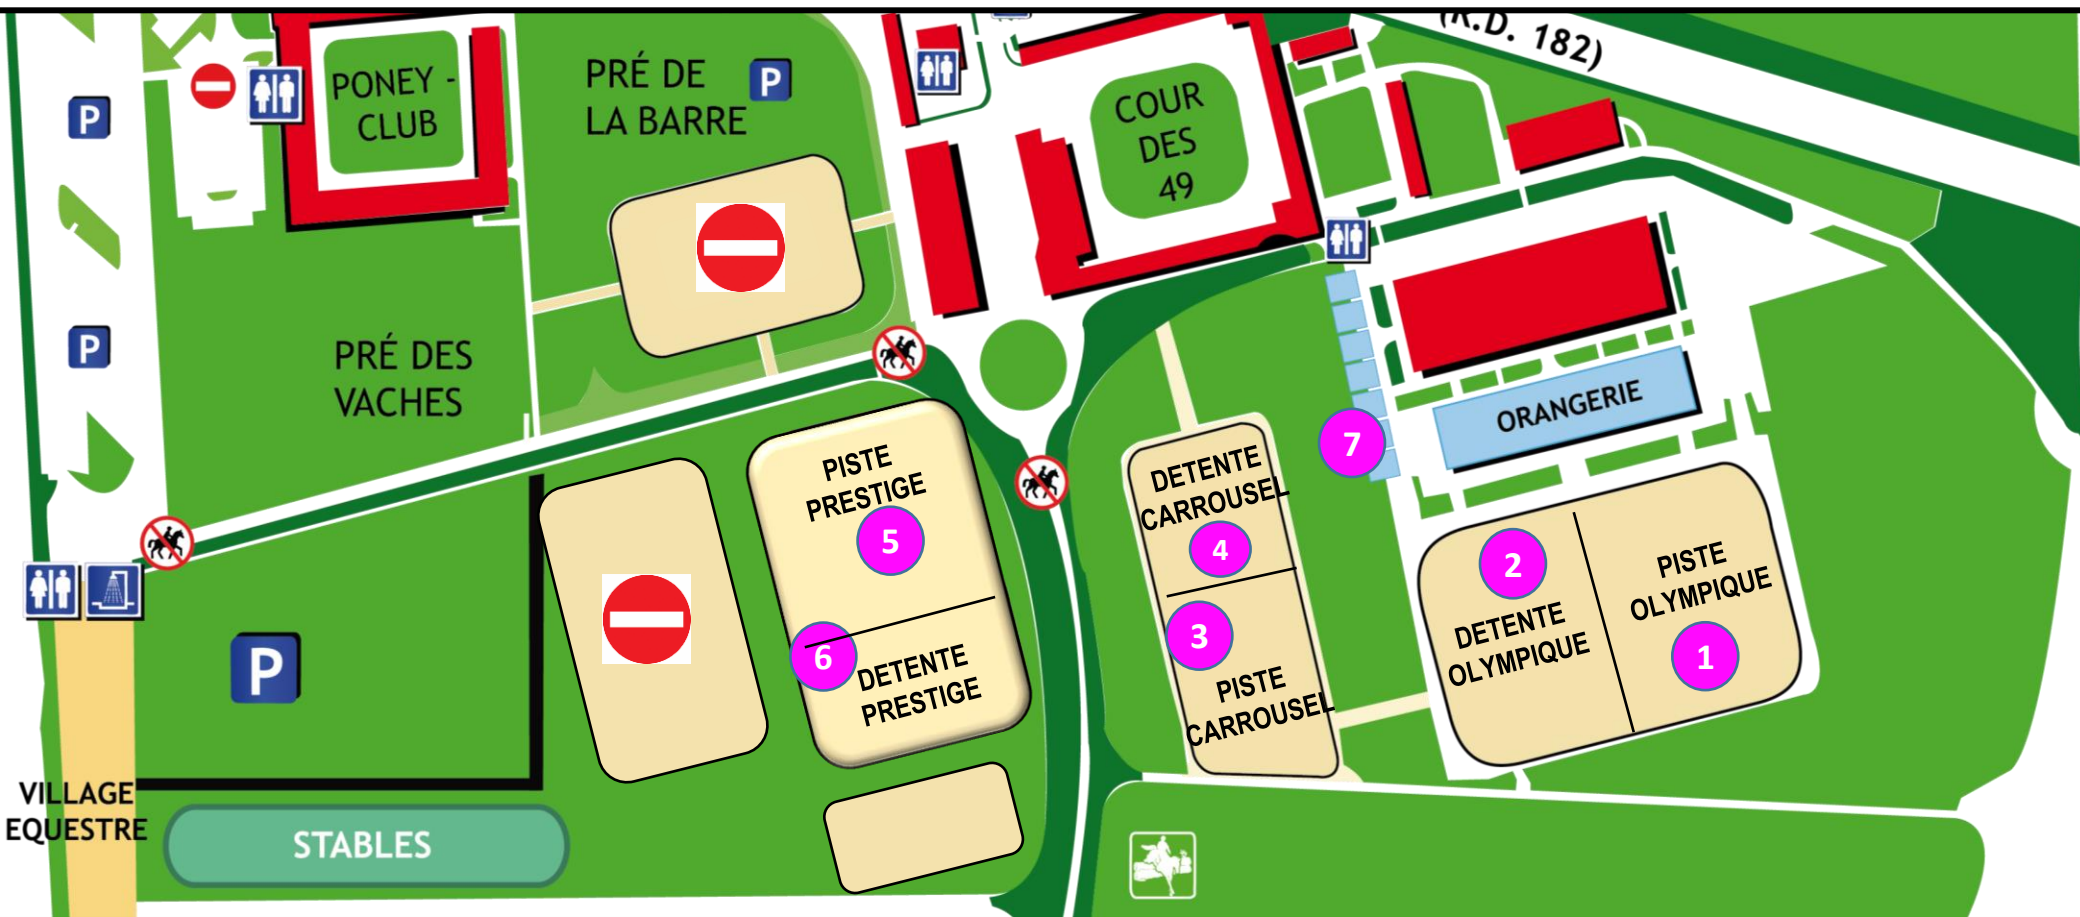 (R.D. 182)
P
PONEY -
CLUB
PRÉ DE
LA BARRE
P
COUR
DES
49
P
PRÉ DES
VACHES
ORANGERIE
7
PISTE
PRESTIGE
5
6
DETENTE
PRESTIGE
DETENTE
CARROUSEL
4
3
PISTE
CARROUSEL
2
DETENTE
OLYMPIQUE
PISTE
OLYMPIQUE
1
P
VILLAGE
EQUESTRE
STABLES